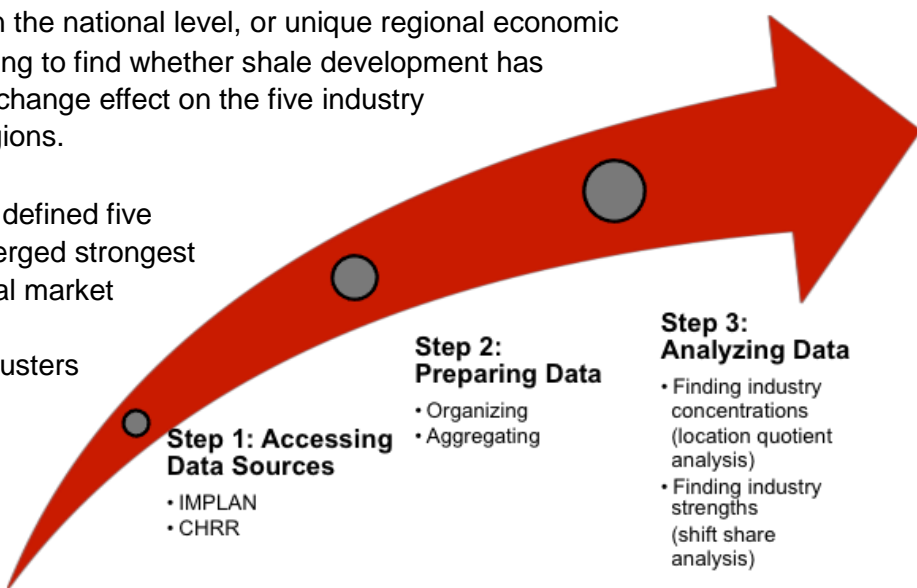 n the national level, or unique regional economic
ing to find whether shale development has
change effect on the five industry
gions.
defined five
erged strongest
al market
usters
Step 1: Accessing
Data Sources
• IMPLAN
• CHRR
Step 2:
Preparing Data
• Organizing
• Aggregating
Step 3:
Analyzing Data
• Finding industry
concentrations
(location quotient
analysis)
• Finding industry
strengths
(shift share
analysis)